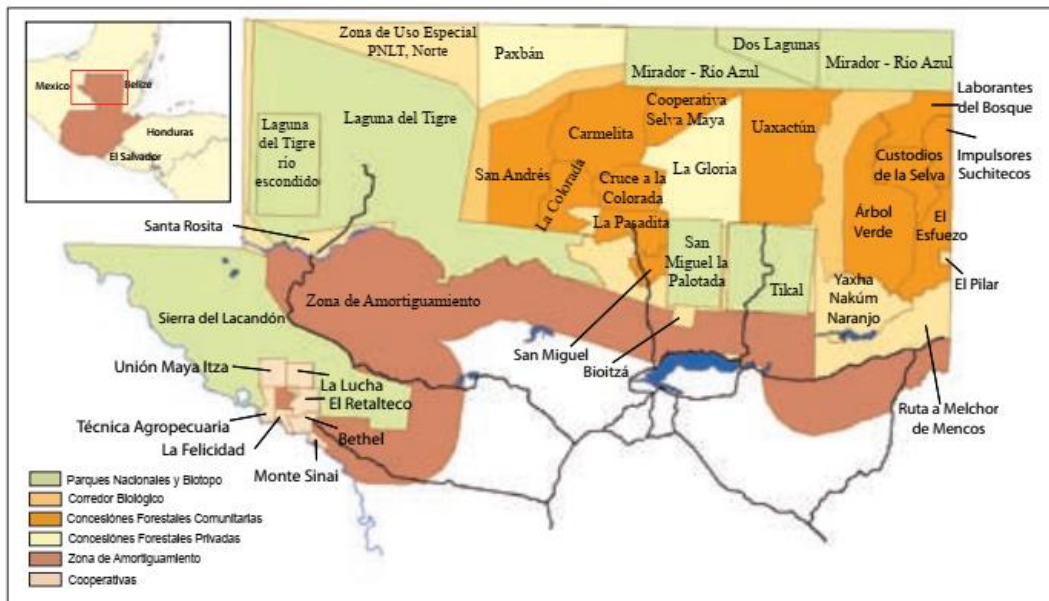 Mexico
Belize
Honduras
El Salvador
Zona de Uso Especial
PNLT, Norte
Paxbán
Dos Lagunas
Mirador - Río Azul
Mirador - Río Azul
Laborantes
del Bosque
Impulsores
Suchitecos
Laguna
del Tigre
río
escondido
Laguna del Tigre
San Andrés
Carmelita
La Colorada
Cooperativa
Selva Maya
Cruce a la
Colorada
La Pasadita
La Gloria
Uaxactún
Custodios
de la Selva
Árbol
Verde
El
Esfuezo
El Pilar
Santa Rosita
San
Miguel la
Palotada
Tikal
Yaxha
Nakúm
Naranjo
Zona de Amortiguamiento
Sierra del Lacandón
San Miguel
Bioitzá
Unión Maya Itza
La Lucha
El Retalteco
Técnica Agropecuaria
La Felicidad
Bethel
Monte Sinai
Ruta a Melchor
de Mencos
Parques Nacionales y Biotopo
Corredor Biológico
Concesiónes Forestales Comunitarias
Concesiónes Forestales Privadas
Zona de Amortiguamiento
Cooperativas